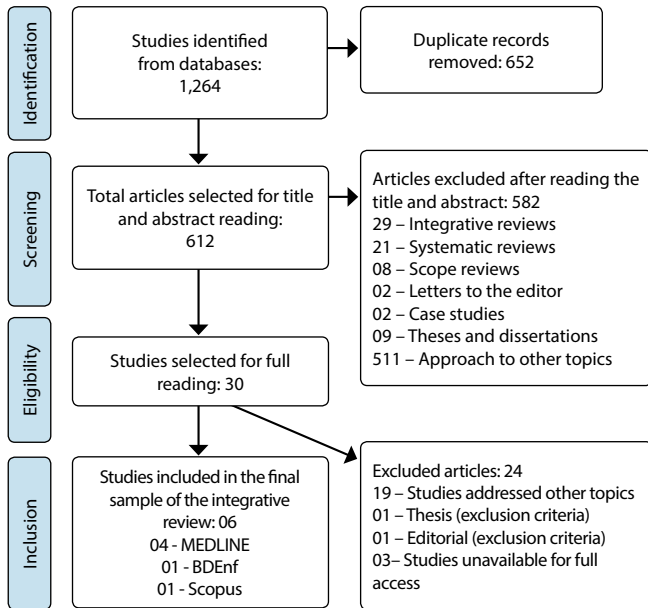 Identification
Studies identified
from databases:
1,264
Duplicate records
removed: 652
Screening
Total articles selected for title
and abstract reading:
612
Articles excluded after reading the
title and abstract: 582
29 – Integrative reviews
21 – Systematic reviews
08 – Scope reviews
02 – Letters to the editor
02 – Case studies
09 – Theses and dissertations
511 – Approach to other topics
Eligibility
Studies selected for full
reading: 30
Inclusion
Studies included in the final
sample of the integrative
review: 06
04 - MEDLINE
01 - BDEnf
01 - Scopus
Excluded articles: 24
19 – Studies addressed other topics
01 – Thesis (exclusion criteria)
01 – Editorial (exclusion criteria)
03– Studies unavailable for full
access